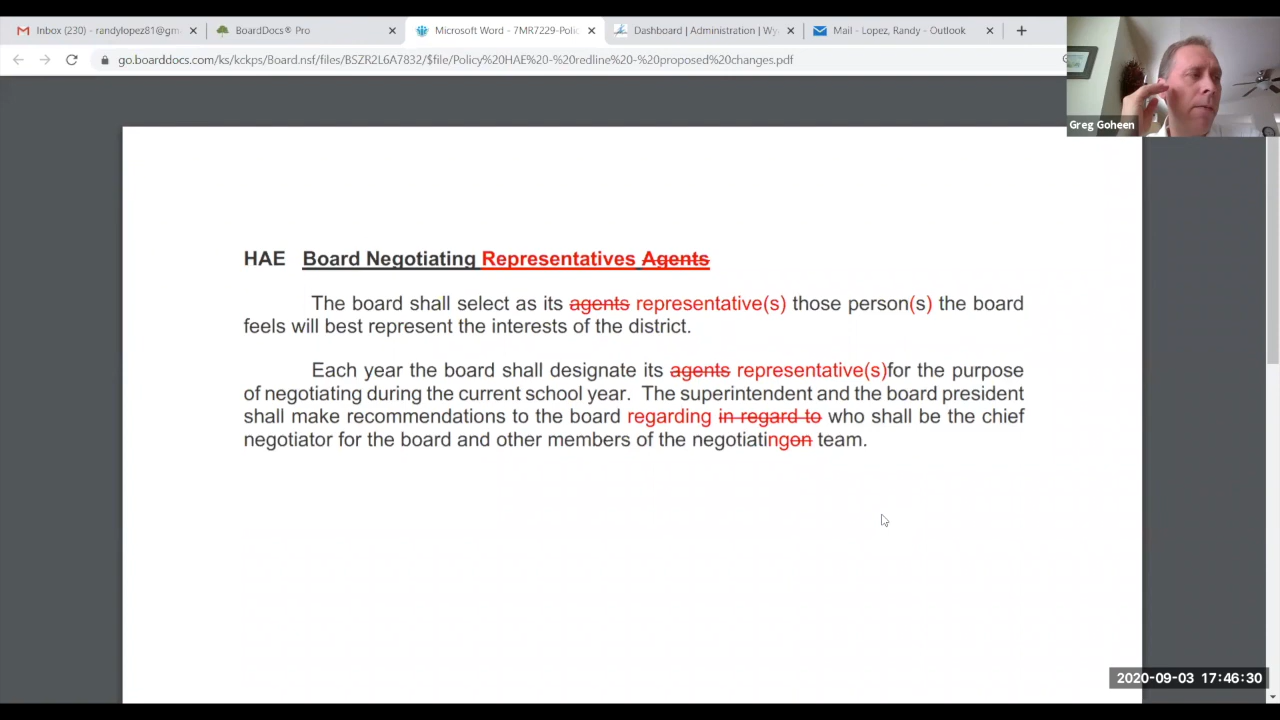 Inbox (230) - randylopez81@gm
BoardDocs® Pro
Microsoft Word - 7MR7229-Polic
Dashboard | Administration | Wy
Mail - Lopez, Randy - Outlook
go.boarddocs.com/ks/kckps/Board.nsf/files/BSZPD60A7832/$file/Policy%20HAE%20-%20redline%20-%20proposed%20changes.pdf
Greg Goheen
HAE Board Negotiating Representatives Agents
The board shall select as its agents representative(s) those person(s) the board
feels will best represent the interests of the district.
Each year the board shall designate its agents representative(s)for the purpose
of negotiating during the current school year. The superintendent and the board president
shall make recommendations to the board regarding in regard to who shall be the chief
negotiator for the board and other members of the negotiatingon team.
2020-09-03 17:46:30